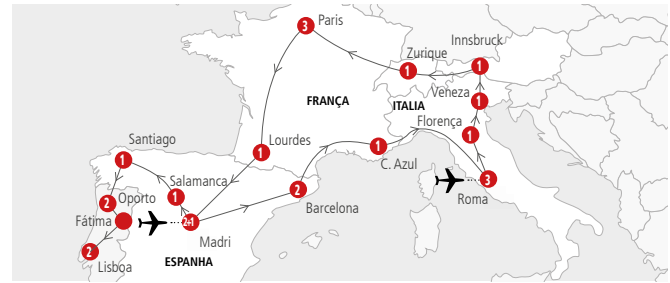 3 Paris
Innsbruck
Zurique
1
1
Veneza
1
FRANÇA
ITALIA
Florença
1
Santiago
Lourdes
1
1
1
C. Azul
Salamanca
1
3
2
Oporto
2
Roma
Barcelona
Fátima
2+1
Madri
2
Lisboa
ESPANHA